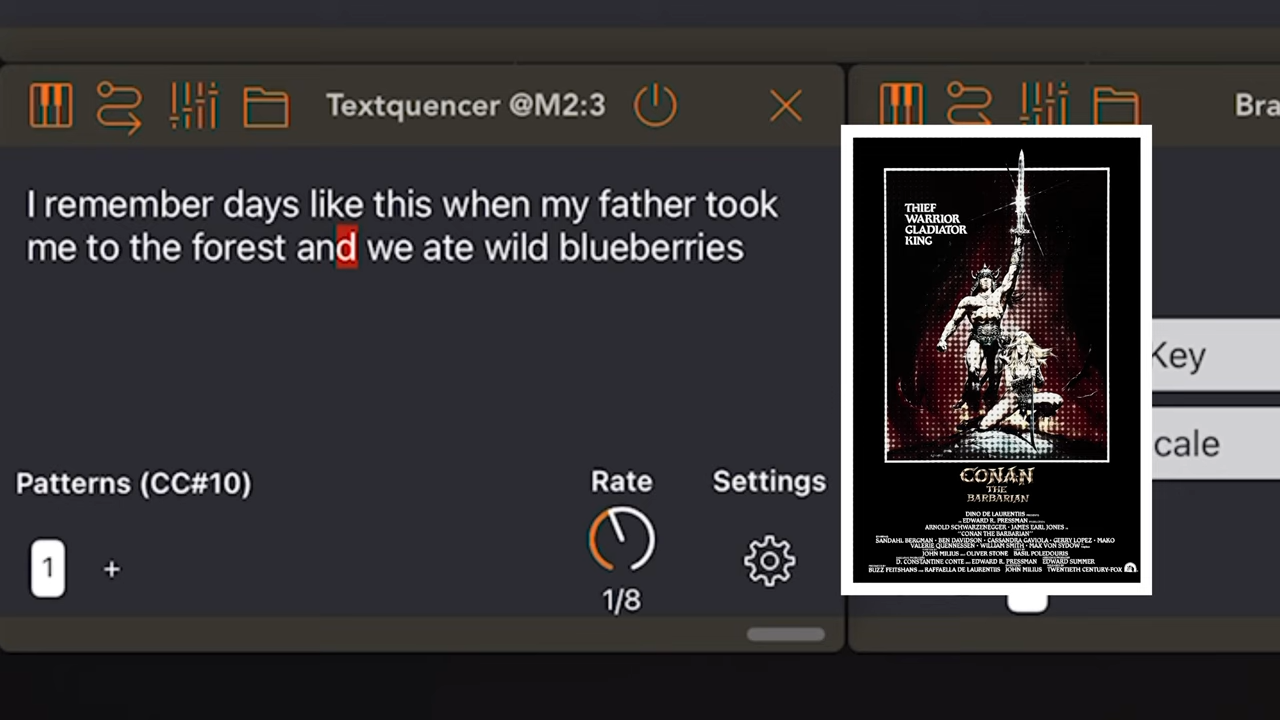 Textquencer @M2:3
Bra
I remember days like this when my father took
me to the forest and we ate wild blueberries
Patterns (CC#10)
1 +
Rate
1/8
Settings
Key
cale
THIEF
WARRIOR
GLADIATOR
KING
CONAN
THE
BARBARIAN
DINO DE LAURENTIIS
EDWARD R. PRESSMAN
ARNOLD SCHWARZENEGGER · JAMES EARL JONES
"CONAN THE BARBARIAN"
SANDAHL BERGMAN · BEN DAVIDSON · CASSANDRA GAVIOLA · GERRY LOPEZ · MAKO
VALERIE QUENNESSEN · WILLIAM SMITH · MAX VON SYDOW
JOHN MILIUS OLIVER STONE BASIL POLEDOURIS
D. CONSTANTINE CONTE EDWARD R. PRESSMAN EDWARD SUMMER
BUZZ FEITSHANS RAFFAELLA DE LAURENTIIS JOHN MILIUS TWENTIETH CENTURY-FOX